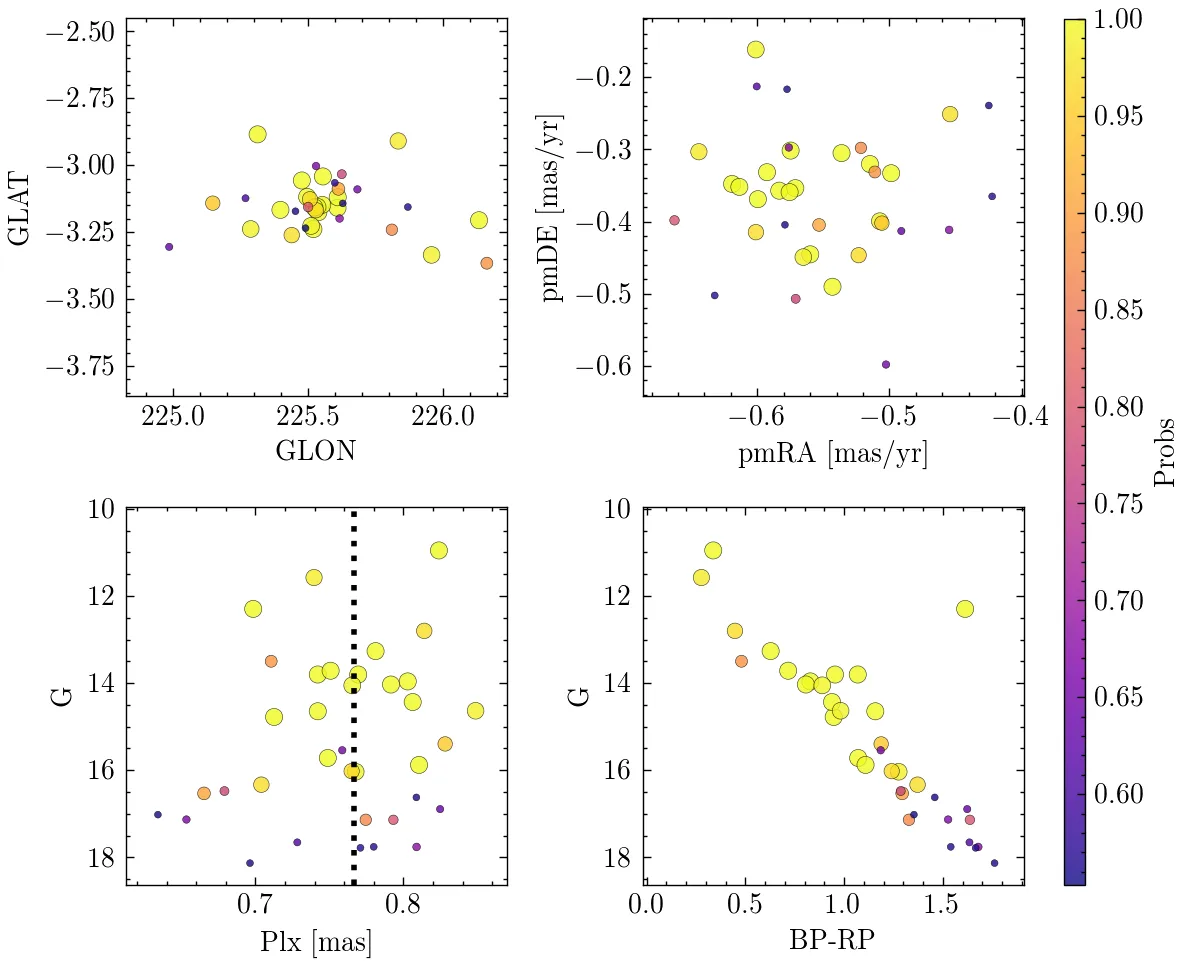 −2.50
−2.75
−3.00
−3.25
−3.50
−3.75
GLAT
225.0 225.5 226.0
GLON
−0.2
−0.3
−0.4
−0.5
−0.6
pmDE [mas/yr]
−0.6 −0.5 −0.4
pmRA [mas/yr]
10
12
14
16
18
G
0.7 0.8
Plx [mas]
10
12
14
16
18
G
0.0 0.5 1.0 1.5
BP-RP
1.00
0.95
0.90
0.85
0.80
0.75
0.70
0.65
0.60
Probs